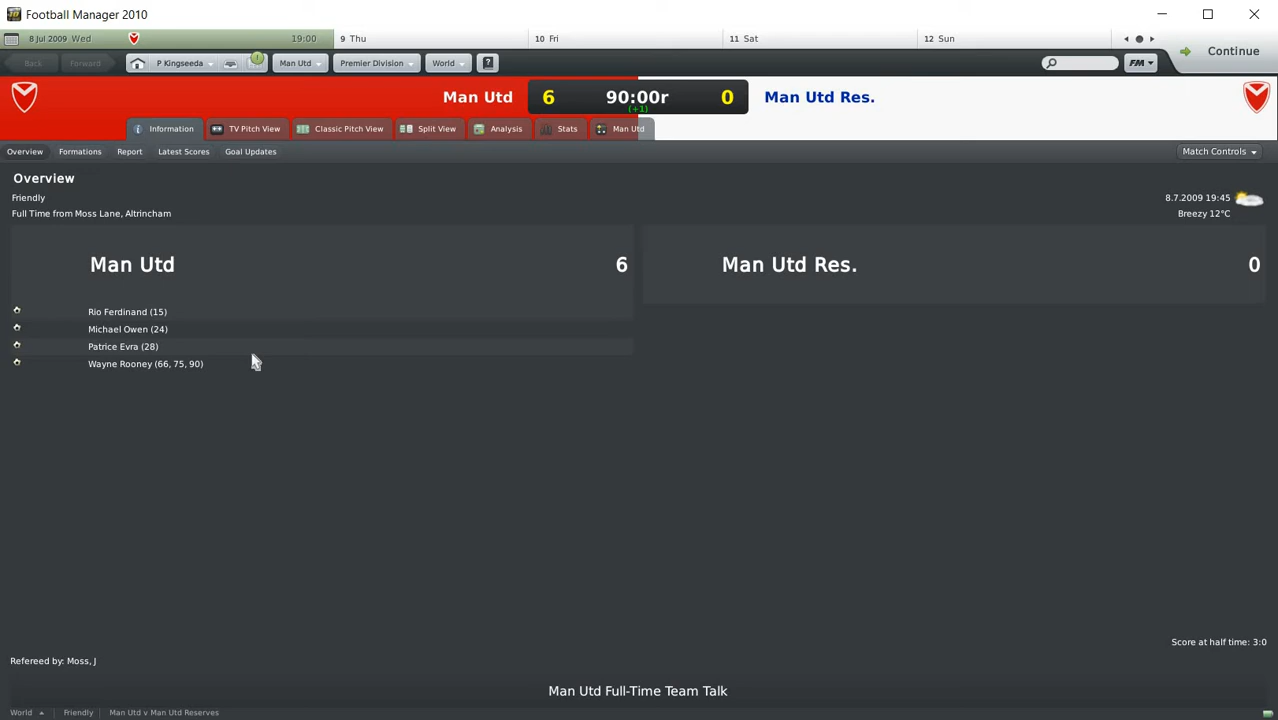 Football Manager 2010
8 Jul 2009 Wed 19:00 9 Thu 10 Fri 11 Sat 12 Sun
Back Forward P Kingseeda Man Utd Premier Division World FM Continue
Man Utd 6 90:00r 0 Man Utd Res.
(+1)
Information TV Pitch View Classic Pitch View Split View Analysis Stats Man Utd
Overview Formations Report Latest Scores Goal Updates Match Controls
Overview
Friendly 8.7.2009 19:45
Full Time from Moss Lane, Altrincham Breezy 12°C
Man Utd 6 Man Utd Res. 0
Rio Ferdinand (15)
Michael Owen (24)
Patrice Evra (28)
Wayne Rooney (66, 75, 90)
Score at half time: 3:0
Refereed by: Moss, J
Man Utd Full-Time Team Talk
World Friendly Man Utd v Man Utd Reserves